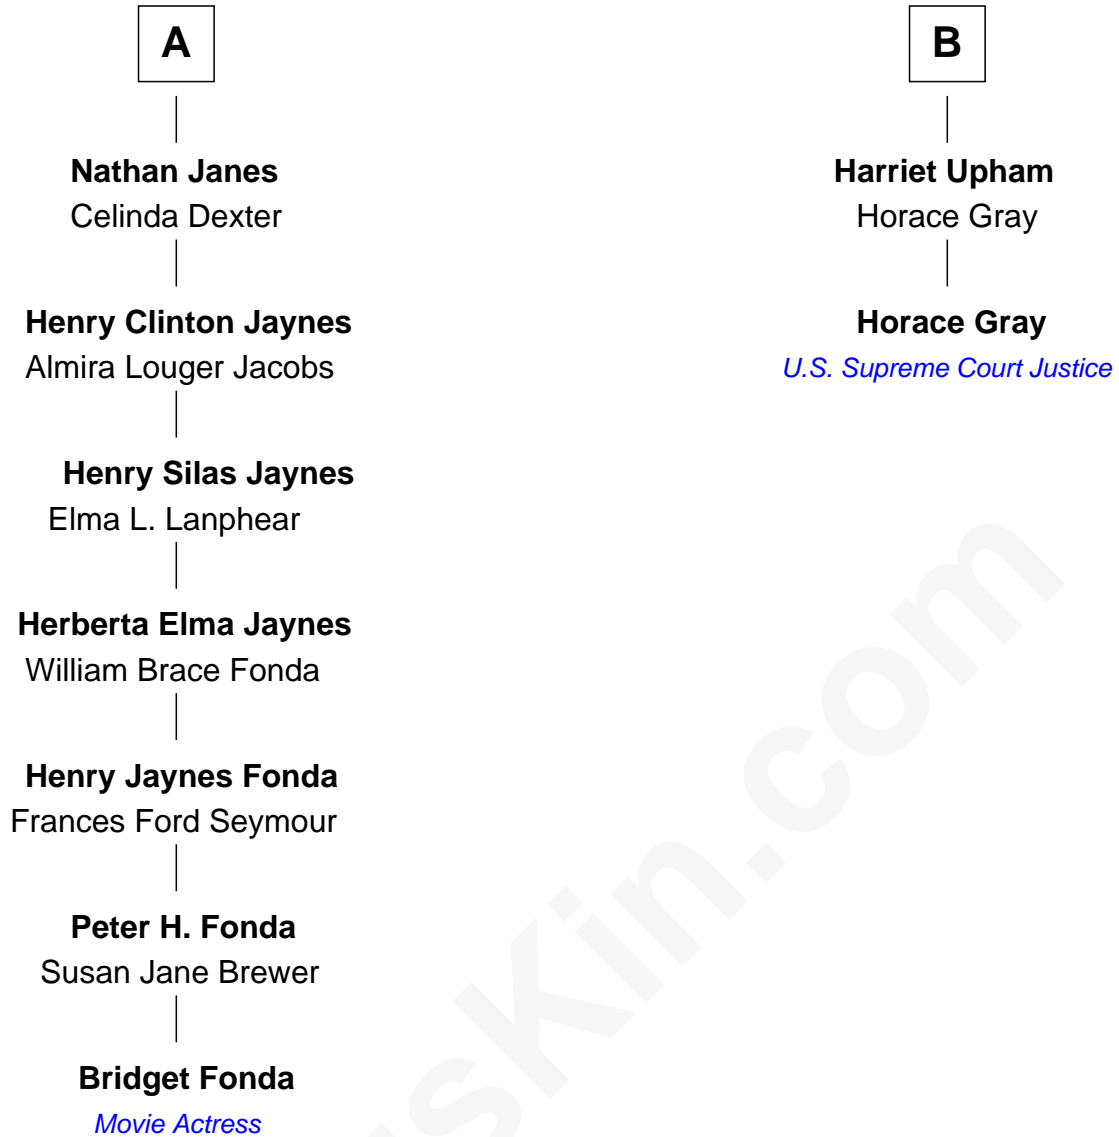 A
Nathan Janes
Celinda Dexter
Henry Clinton Jaynes
Almira Louger Jacobs
Henry Silas Jaynes
Elma L. Lanphear
Herberta Elma Jaynes
William Brace Fonda
Henry Jaynes Fonda
Frances Ford Seymour
Peter H. Fonda
Susan Jane Brewer
Bridget Fonda
Movie Actress
B
Harriet Upham
Horace Gray
Horace Gray
U.S. Supreme Court Justice
sKin.com